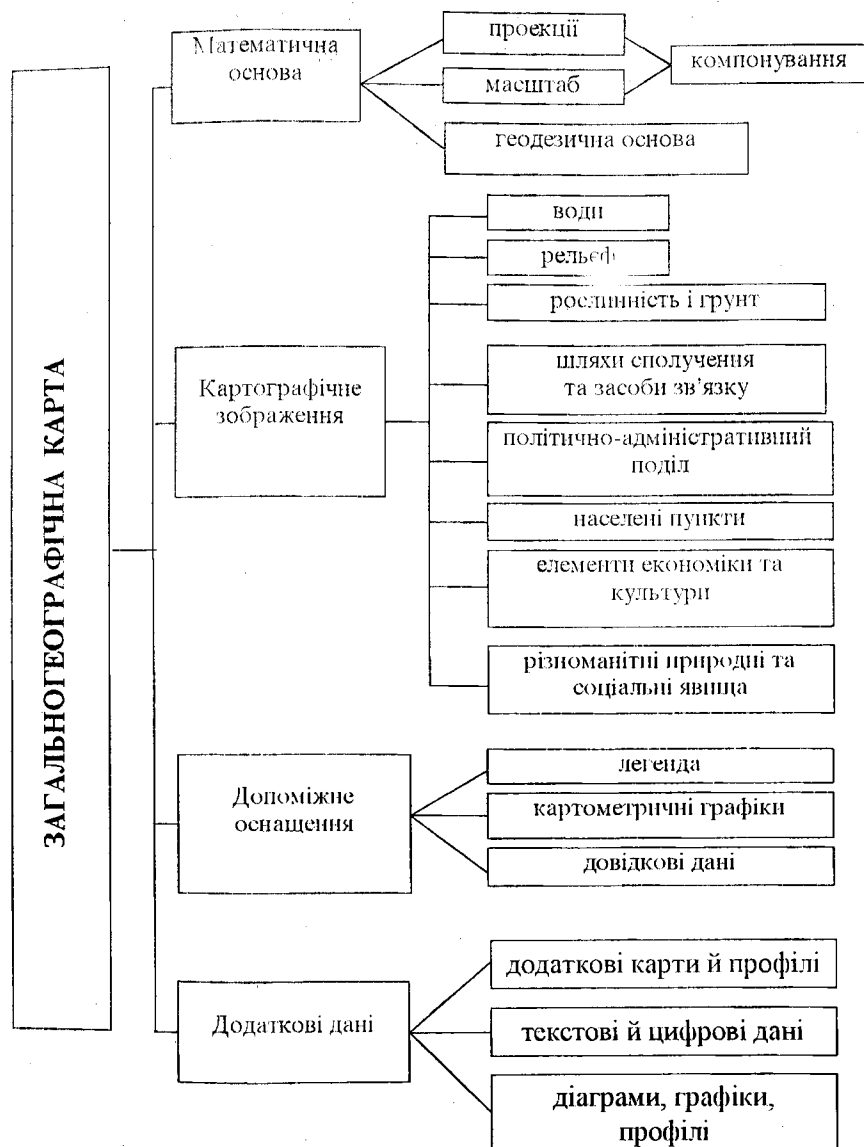 ЗАГАЛЬНОГЕОГРАФІЧНА КАРТА
Математична
основа
проекції
масштаб
геодезична основа
компонування
Картографічне
зображення
води
рельєф
рослинність і грунт
шляхи сполучення
та засоби зв'язку
політично-адміністративний
поділ
населені пункти
елементи економіки та
культури
різноманітні природні та
соціальні явища
Допоміжне
оснащення
легенда
картометричні графіки
довідкові дані
Додаткові дані
додаткові карти й профілі
текстові й цифрові дані
діаграми, графіки,
профілі